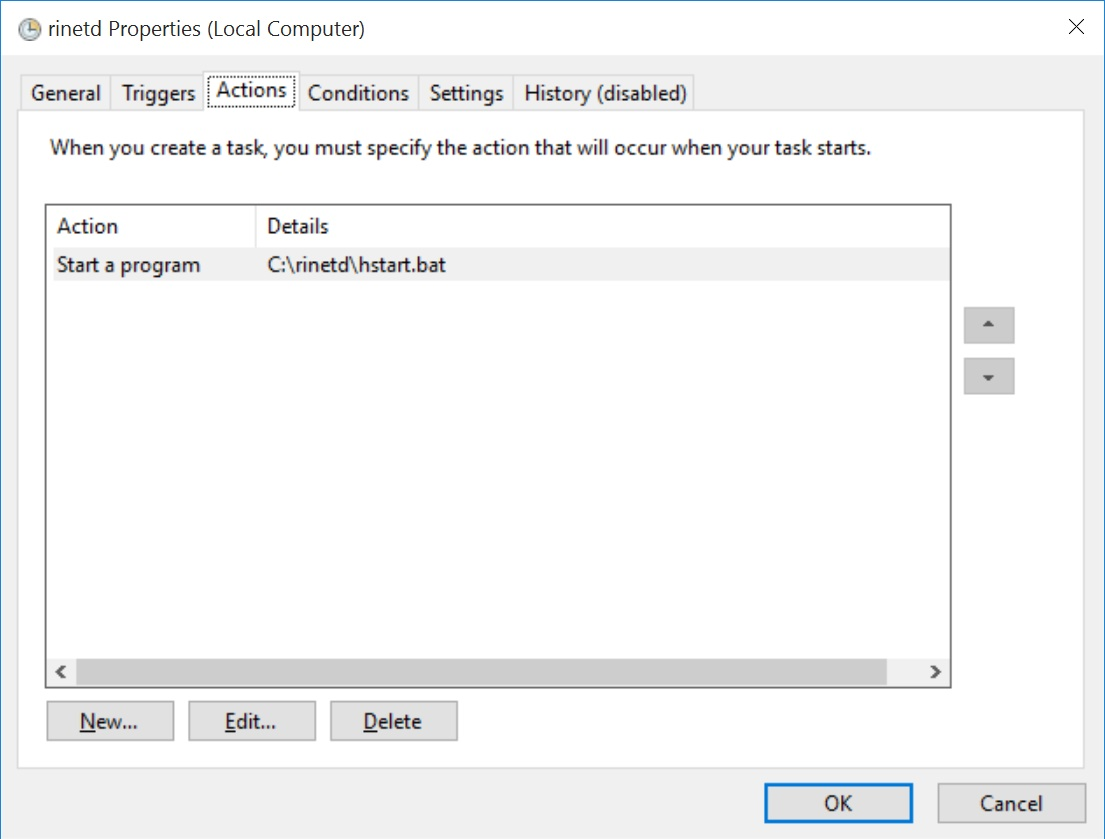 rinetd Properties (Local Computer)
General Triggers Actions Conditions Settings History (disabled)
When you create a task, you must specify the action that will occur when your task starts.
Action Details
Start a program C:\rinetd\hstart.bat
New... Edit... Delete
OK Cancel